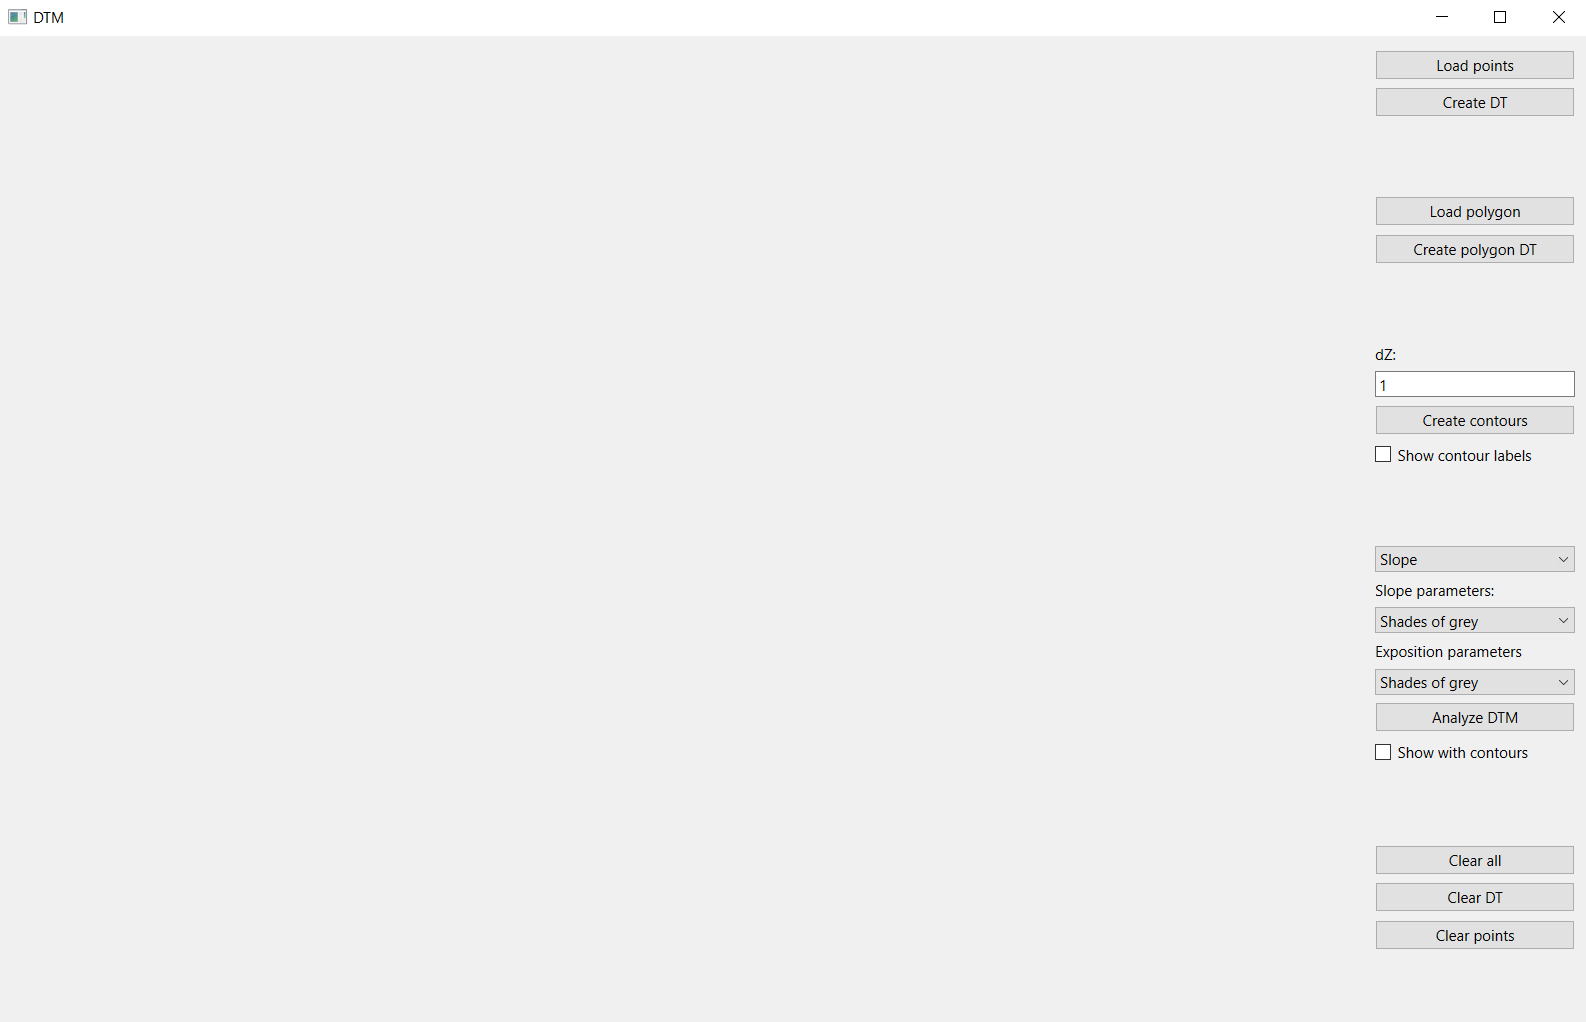 DTM
Load points
Create DT
Load polygon
Create polygon DT
dZ:
1
Create contours
Show contour labels
Slope
Slope parameters:
Shades of grey
Exposition parameters
Shades of grey
Analyze DTM
Show with contours
Clear all
Clear DT
Clear points